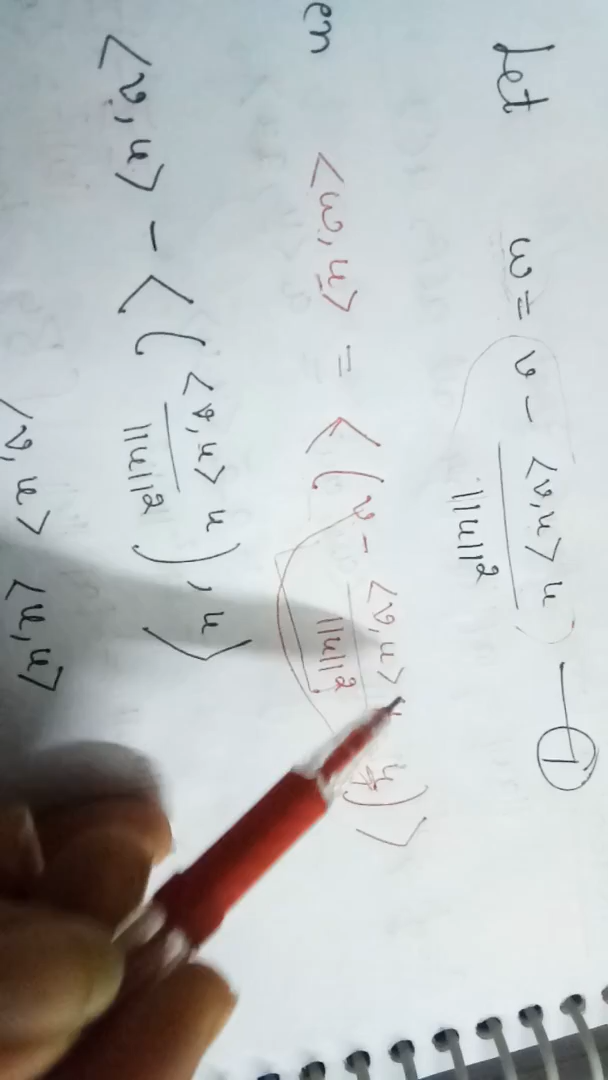 Let w = v - <v,u> u / ||u||² — ①
en <w,u> = <(v - <v,u> / ||u||² , u)>
<v,u> - <(<v,u> u / ||u||²), u>
<v,u> <u,u>